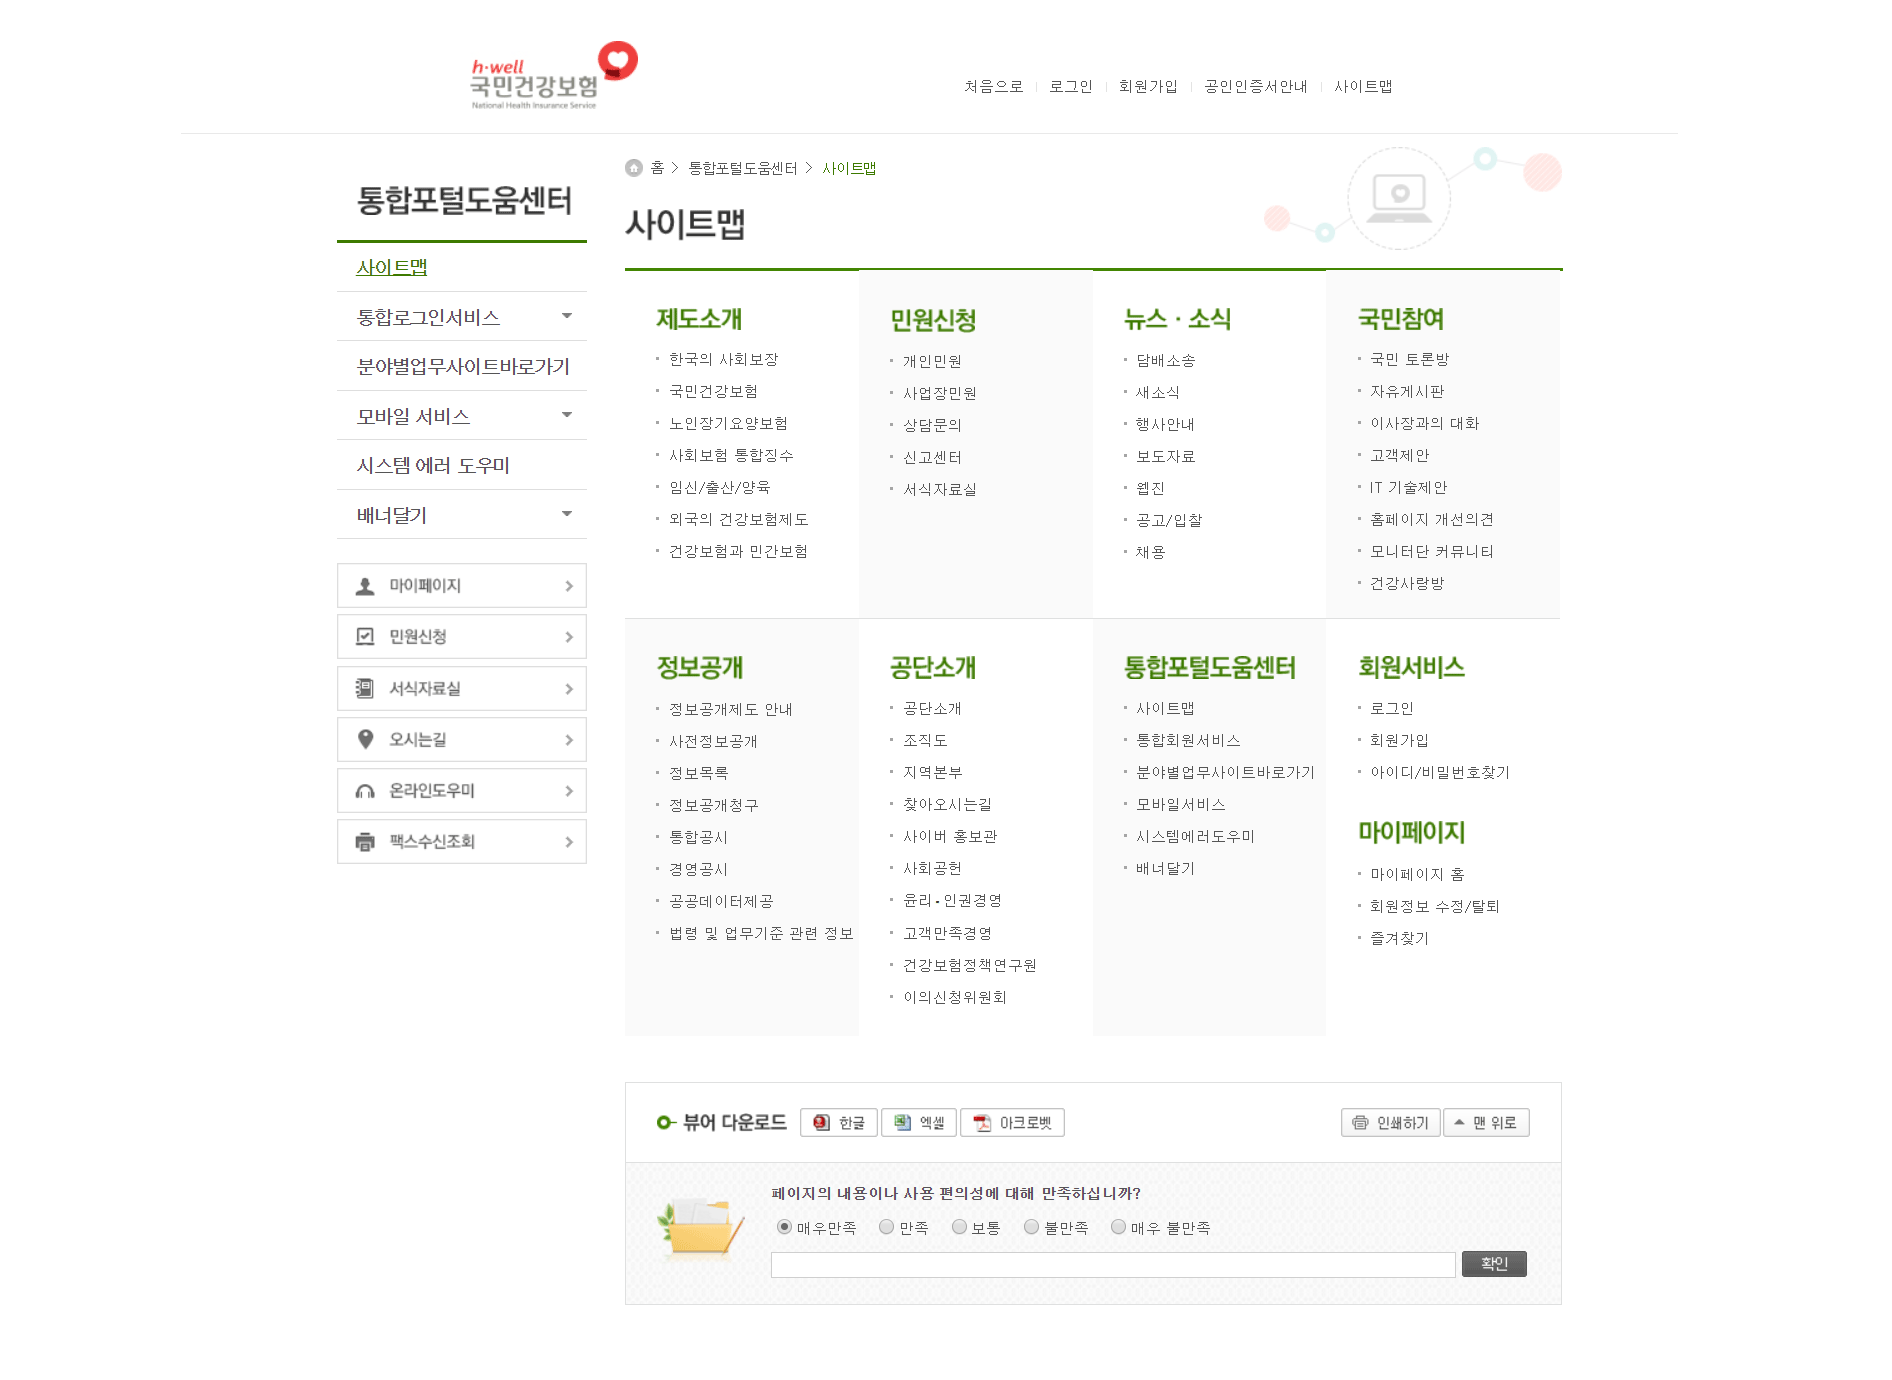 h·well
국민건강보험
National Health Insurance Service
처음으로 로그인 회원가입 공인인증서안내 사이트맵
통합포털도움센터
사이트맵
통합로그인서비스
분야별업무사이트바로가기
모바일 서비스
시스템 에러 도우미
배너달기
마이페이지
민원신청
서식자료실
오시는길
온라인도우미
팩스수신조회
홈 > 통합포털도움센터 > 사이트맵
사이트맵
제도소개
한국의 사회보장
국민건강보험
노인장기요양보험
사회보험 통합징수
임신/출산/양육
외국의 건강보험제도
건강보험과 민간보험
민원신청
개인민원
사업장민원
상담문의
신고센터
서식자료실
뉴스 · 소식
담배소송
새소식
행사안내
보도자료
웹진
공고/입찰
채용
국민참여
국민 토론방
자유게시판
이사장과의 대화
고객제안
IT 기술제안
홈페이지 개선의견
모니터단 커뮤니티
건강사랑방
정보공개
정보공개제도 안내
사전정보공개
정보목록
정보공개청구
통합공시
경영공시
공공데이터제공
법령 및 업무기준 관련 정보
공단소개
공단소개
조직도
지역본부
찾아오시는길
사이버 홍보관
사회공헌
윤리•인권경영
고객만족경영
건강보험정책연구원
이의신청위원회
통합포털도움센터
사이트맵
통합회원서비스
분야별업무사이트바로가기
모바일서비스
시스템에러도우미
배너달기
회원서비스
로그인
회원가입
아이디/비밀번호찾기
마이페이지
마이페이지 홈
회원정보 수정/탈퇴
즐겨찾기
뷰어 다운로드 한글 엑셀 아크로벳 인쇄하기 맨 위로
페이지의 내용이나 사용 편의성에 대해 만족하십니까?
매우만족 만족 보통 불만족 매우 불만족
확인